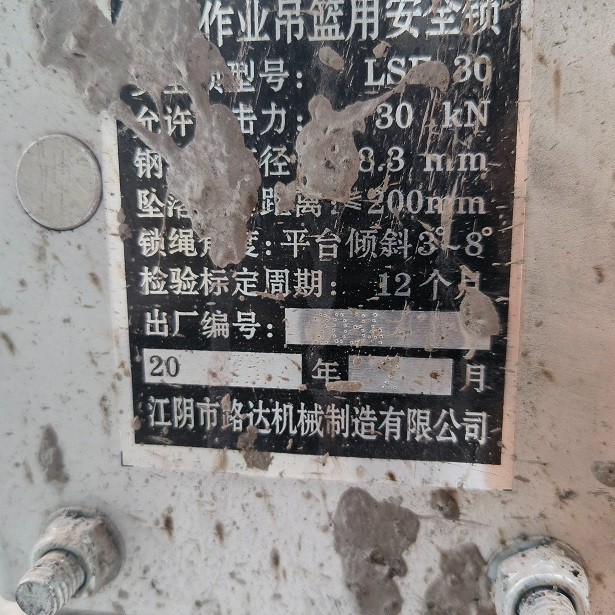 作业吊篮用安全锁
型号: LS 30
允许 击力: 30 kN
钢 径 8.3 mm
坠落 距离:≤200mm
锁绳角度:平台倾斜3°~8°
检验标定周期: 12个月
出厂编号:
20 年 月
江阴市路达机械制造有限公司